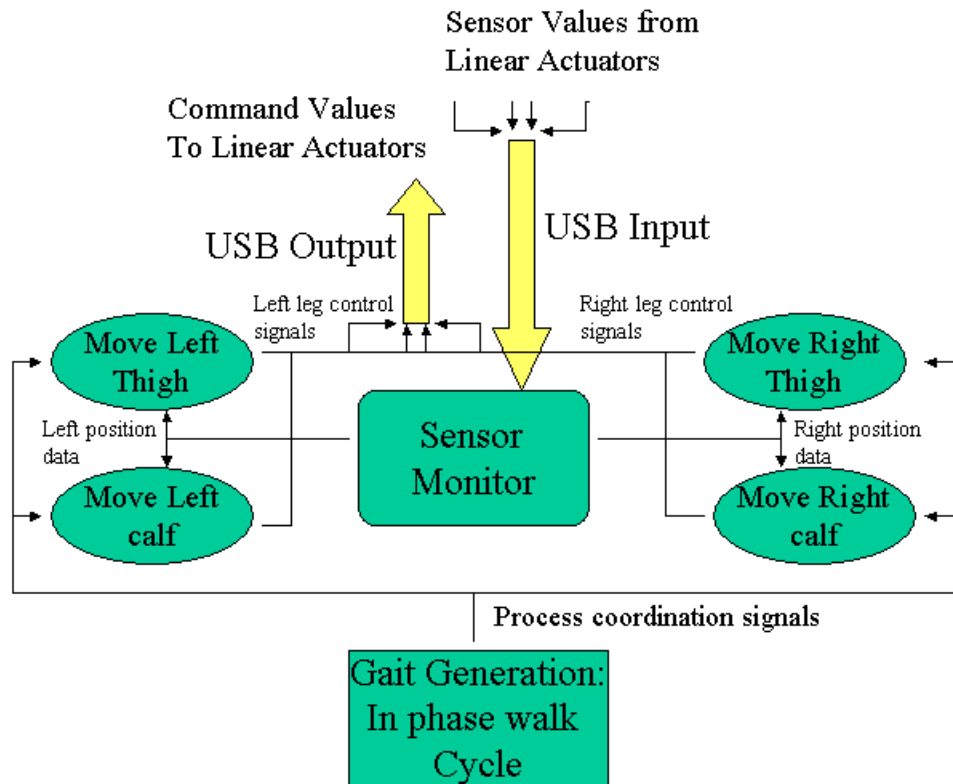 Sensor Values from
Linear Actuators
Command Values
To Linear Actuators
USB Output
USB Input
Left leg control
signals
Right leg control
signals
Move Left
Thigh
Move Right
Thigh
Left position
data
Sensor
Monitor
Right position
data
Move Left
calf
Move Right
calf
Process coordination signals
Gait Generation:
In phase walk
Cycle